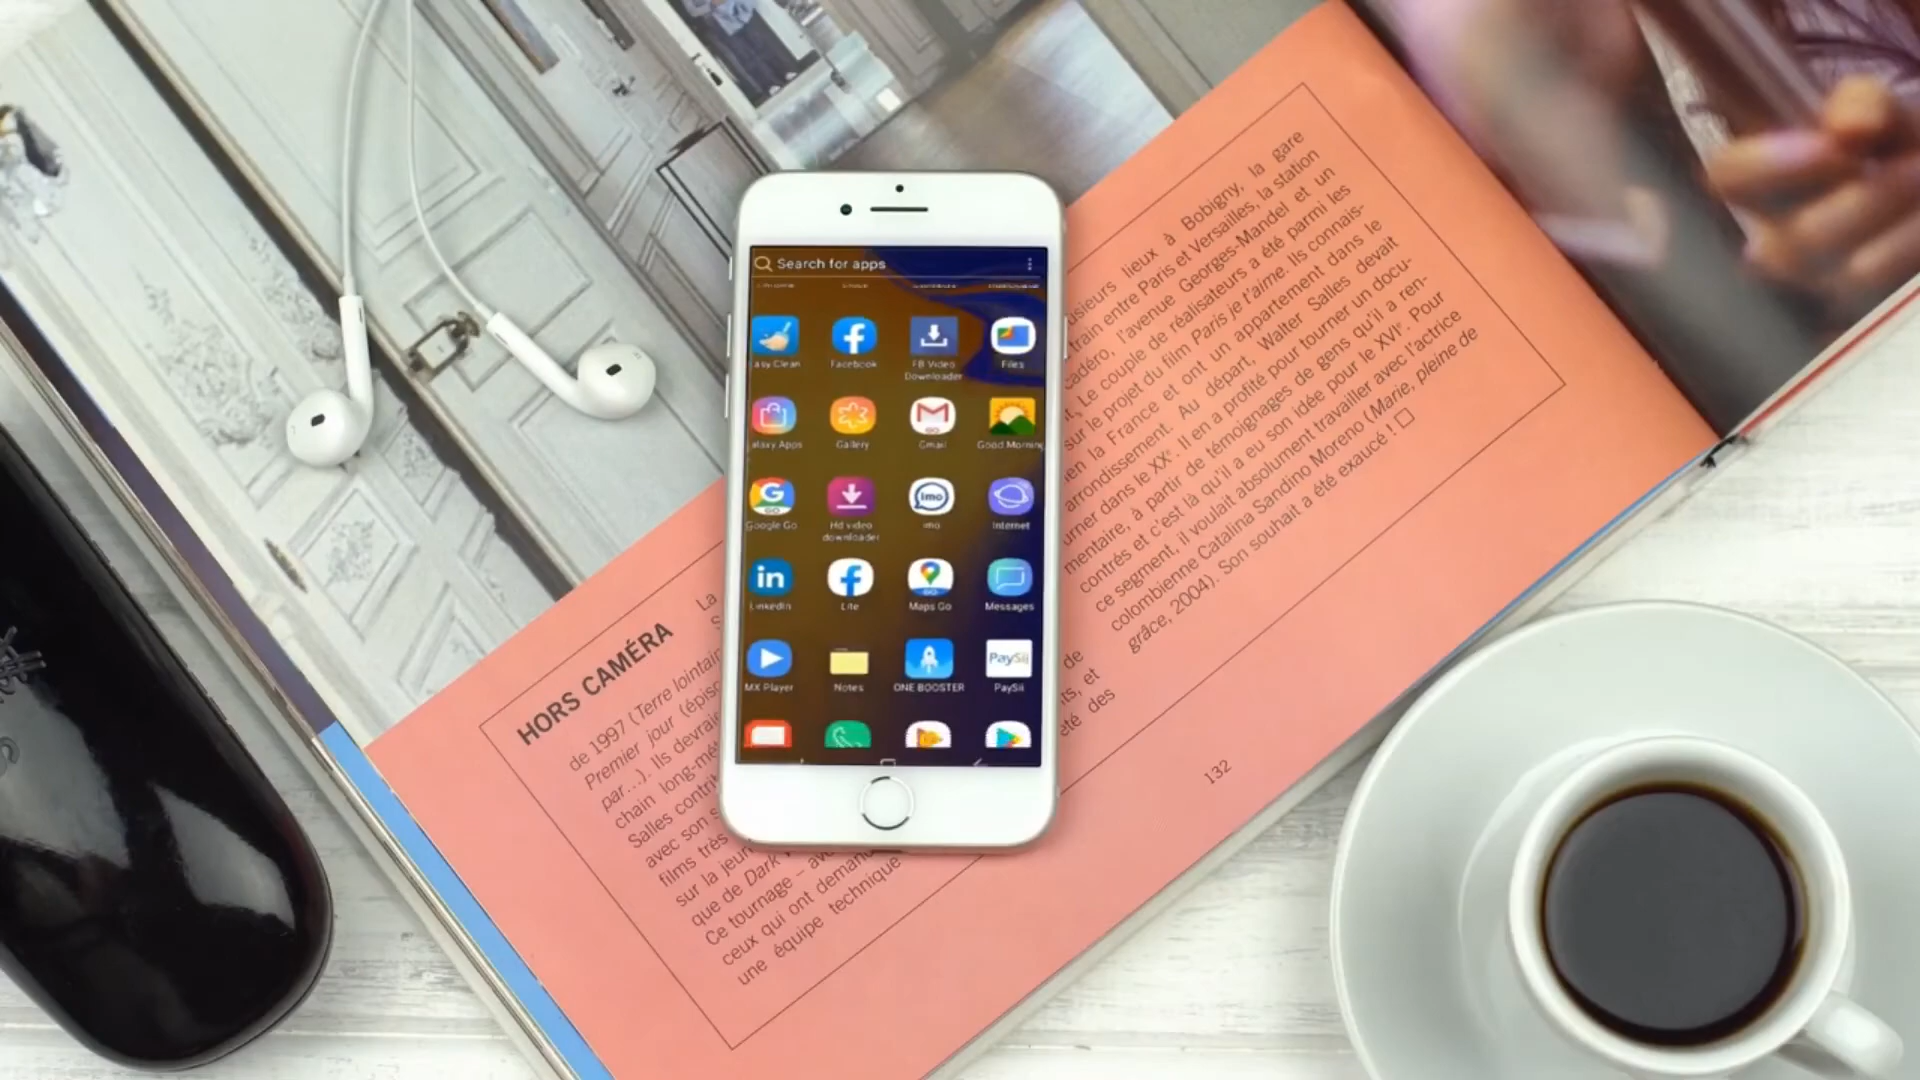 Search for apps
asy Clean
Facebook
FB Video
Downloader
Files
alaxy Apps
Gallery
GO
Gmail
Good Morning
GO
Google Go
Hd video
downloader
imo
imo
Internet
in
LinkedIn
Lite
GO
Maps Go
Messages
MX Player
Notes
ONE BOOSTER
PaySii
PaySii
lieux à Bobigny, la gare
train entre Paris et Versailles, la station
l'avenue Georges-Mandel et un
Le couple de réalisateurs a été parmi les
sur le projet du film Paris je t'aime. Ils connais-
en la France et ont un appartement dans le
arrondissement. Au départ, Walter Salles devait
urner dans le XXe. Il en a profité pour tourner un docu-
mentaire, à partir de témoignages de gens qu'il a ren-
contrés et c'est là qu'il a eu son idée pour le XVIe. Pour
ce segment, il voulait absolument travailler avec l'actrice
colombienne Catalina Sandino Moreno (Marie, pleine de
grâce, 2004). Son souhait a été exaucé !
HORS CAMÉRA
La
de 1997 (Terre lointain
Premier jour (épiso
par...). Ils devraie
chain long-mé
Salles contri
avec son s
films très
sur la jeun
que de Dark
Ce tournage – av
ceux qui ont deman
une équipe technique
de
ts, et
été des
132